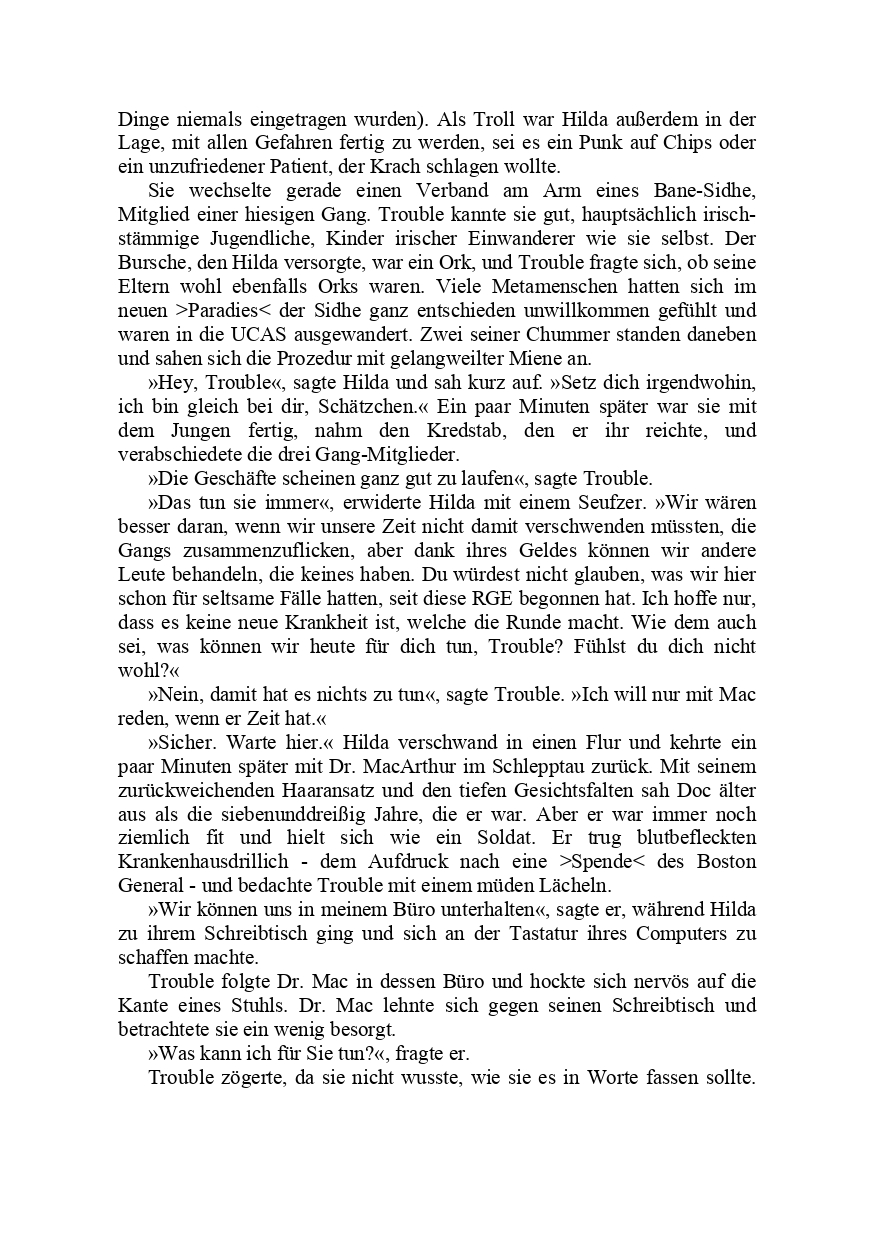 Dinge niemals eingetragen wurden). Als Troll war Hilda außerdem in der
Lage, mit allen Gefahren fertig zu werden, sei es ein Punk auf Chips oder
ein unzufriedener Patient, der Krach schlagen wollte.
Sie wechselte gerade einen Verband am Arm eines Bane-Sidhe,
Mitglied einer hiesigen Gang. Trouble kannte sie gut, hauptsächlich irisch-
stämmige Jugendliche, Kinder irischer Einwanderer wie sie selbst. Der
Bursche, den Hilda versorgte, war ein Ork, und Trouble fragte sich, ob seine
Eltern wohl ebenfalls Orks waren. Viele Metamenschen hatten sich im
neuen >Paradies< der Sidhe ganz entschieden unwillkommen gefühlt und
waren in die UCAS ausgewandert. Zwei seiner Chummer standen daneben
und sahen sich die Prozedur mit gelangweilter Miene an.
»Hey, Trouble«, sagte Hilda und sah kurz auf. »Setz dich irgendwohin,
ich bin gleich bei dir, Schätzchen.« Ein paar Minuten später war sie mit
dem Jungen fertig, nahm den Kredstab, den er ihr reichte, und
verabschiedete die drei Gang-Mitglieder.
»Die Geschäfte scheinen ganz gut zu laufen«, sagte Trouble.
»Das tun sie immer«, erwiderte Hilda mit einem Seufzer. »Wir wären
besser daran, wenn wir unsere Zeit nicht damit verschwenden müssten, die
Gangs zusammenzuflicken, aber dank ihres Geldes können wir andere
Leute behandeln, die keines haben. Du würdest nicht glauben, was wir hier
schon für seltsame Fälle hatten, seit diese RGE begonnen hat. Ich hoffe nur,
dass es keine neue Krankheit ist, welche die Runde macht. Wie dem auch
sei, was können wir heute für dich tun, Trouble? Fühlst du dich nicht
wohl?«
»Nein, damit hat es nichts zu tun«, sagte Trouble. »Ich will nur mit Mac
reden, wenn er Zeit hat.«
»Sicher. Warte hier.« Hilda verschwand in einen Flur und kehrte ein
paar Minuten später mit Dr. MacArthur im Schlepptau zurück. Mit seinem
zurückweichenden Haaransatz und den tiefen Gesichtsfalten sah Doc älter
aus als die siebenunddreißig Jahre, die er war. Aber er war immer noch
ziemlich fit und hielt sich wie ein Soldat. Er trug blutbefleckten
Krankenhausdrillich - dem Aufdruck nach eine >Spende< des Boston
General - und bedachte Trouble mit einem müden Lächeln.
»Wir können uns in meinem Büro unterhalten«, sagte er, während Hilda
zu ihrem Schreibtisch ging und sich an der Tastatur ihres Computers zu
schaffen machte.
Trouble folgte Dr. Mac in dessen Büro und hockte sich nervös auf die
Kante eines Stuhls. Dr. Mac lehnte sich gegen seinen Schreibtisch und
betrachtete sie ein wenig besorgt.
»Was kann ich für Sie tun?«, fragte er.
Trouble zögerte, da sie nicht wusste, wie sie es in Worte fassen sollte.